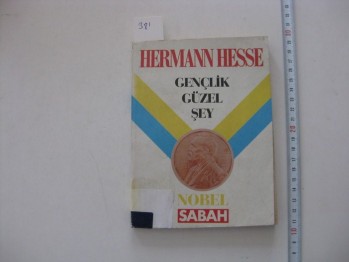 HERMANN HESSE
GENÇLİK
GÜZEL
ŞEY
NOBEL
SABAH